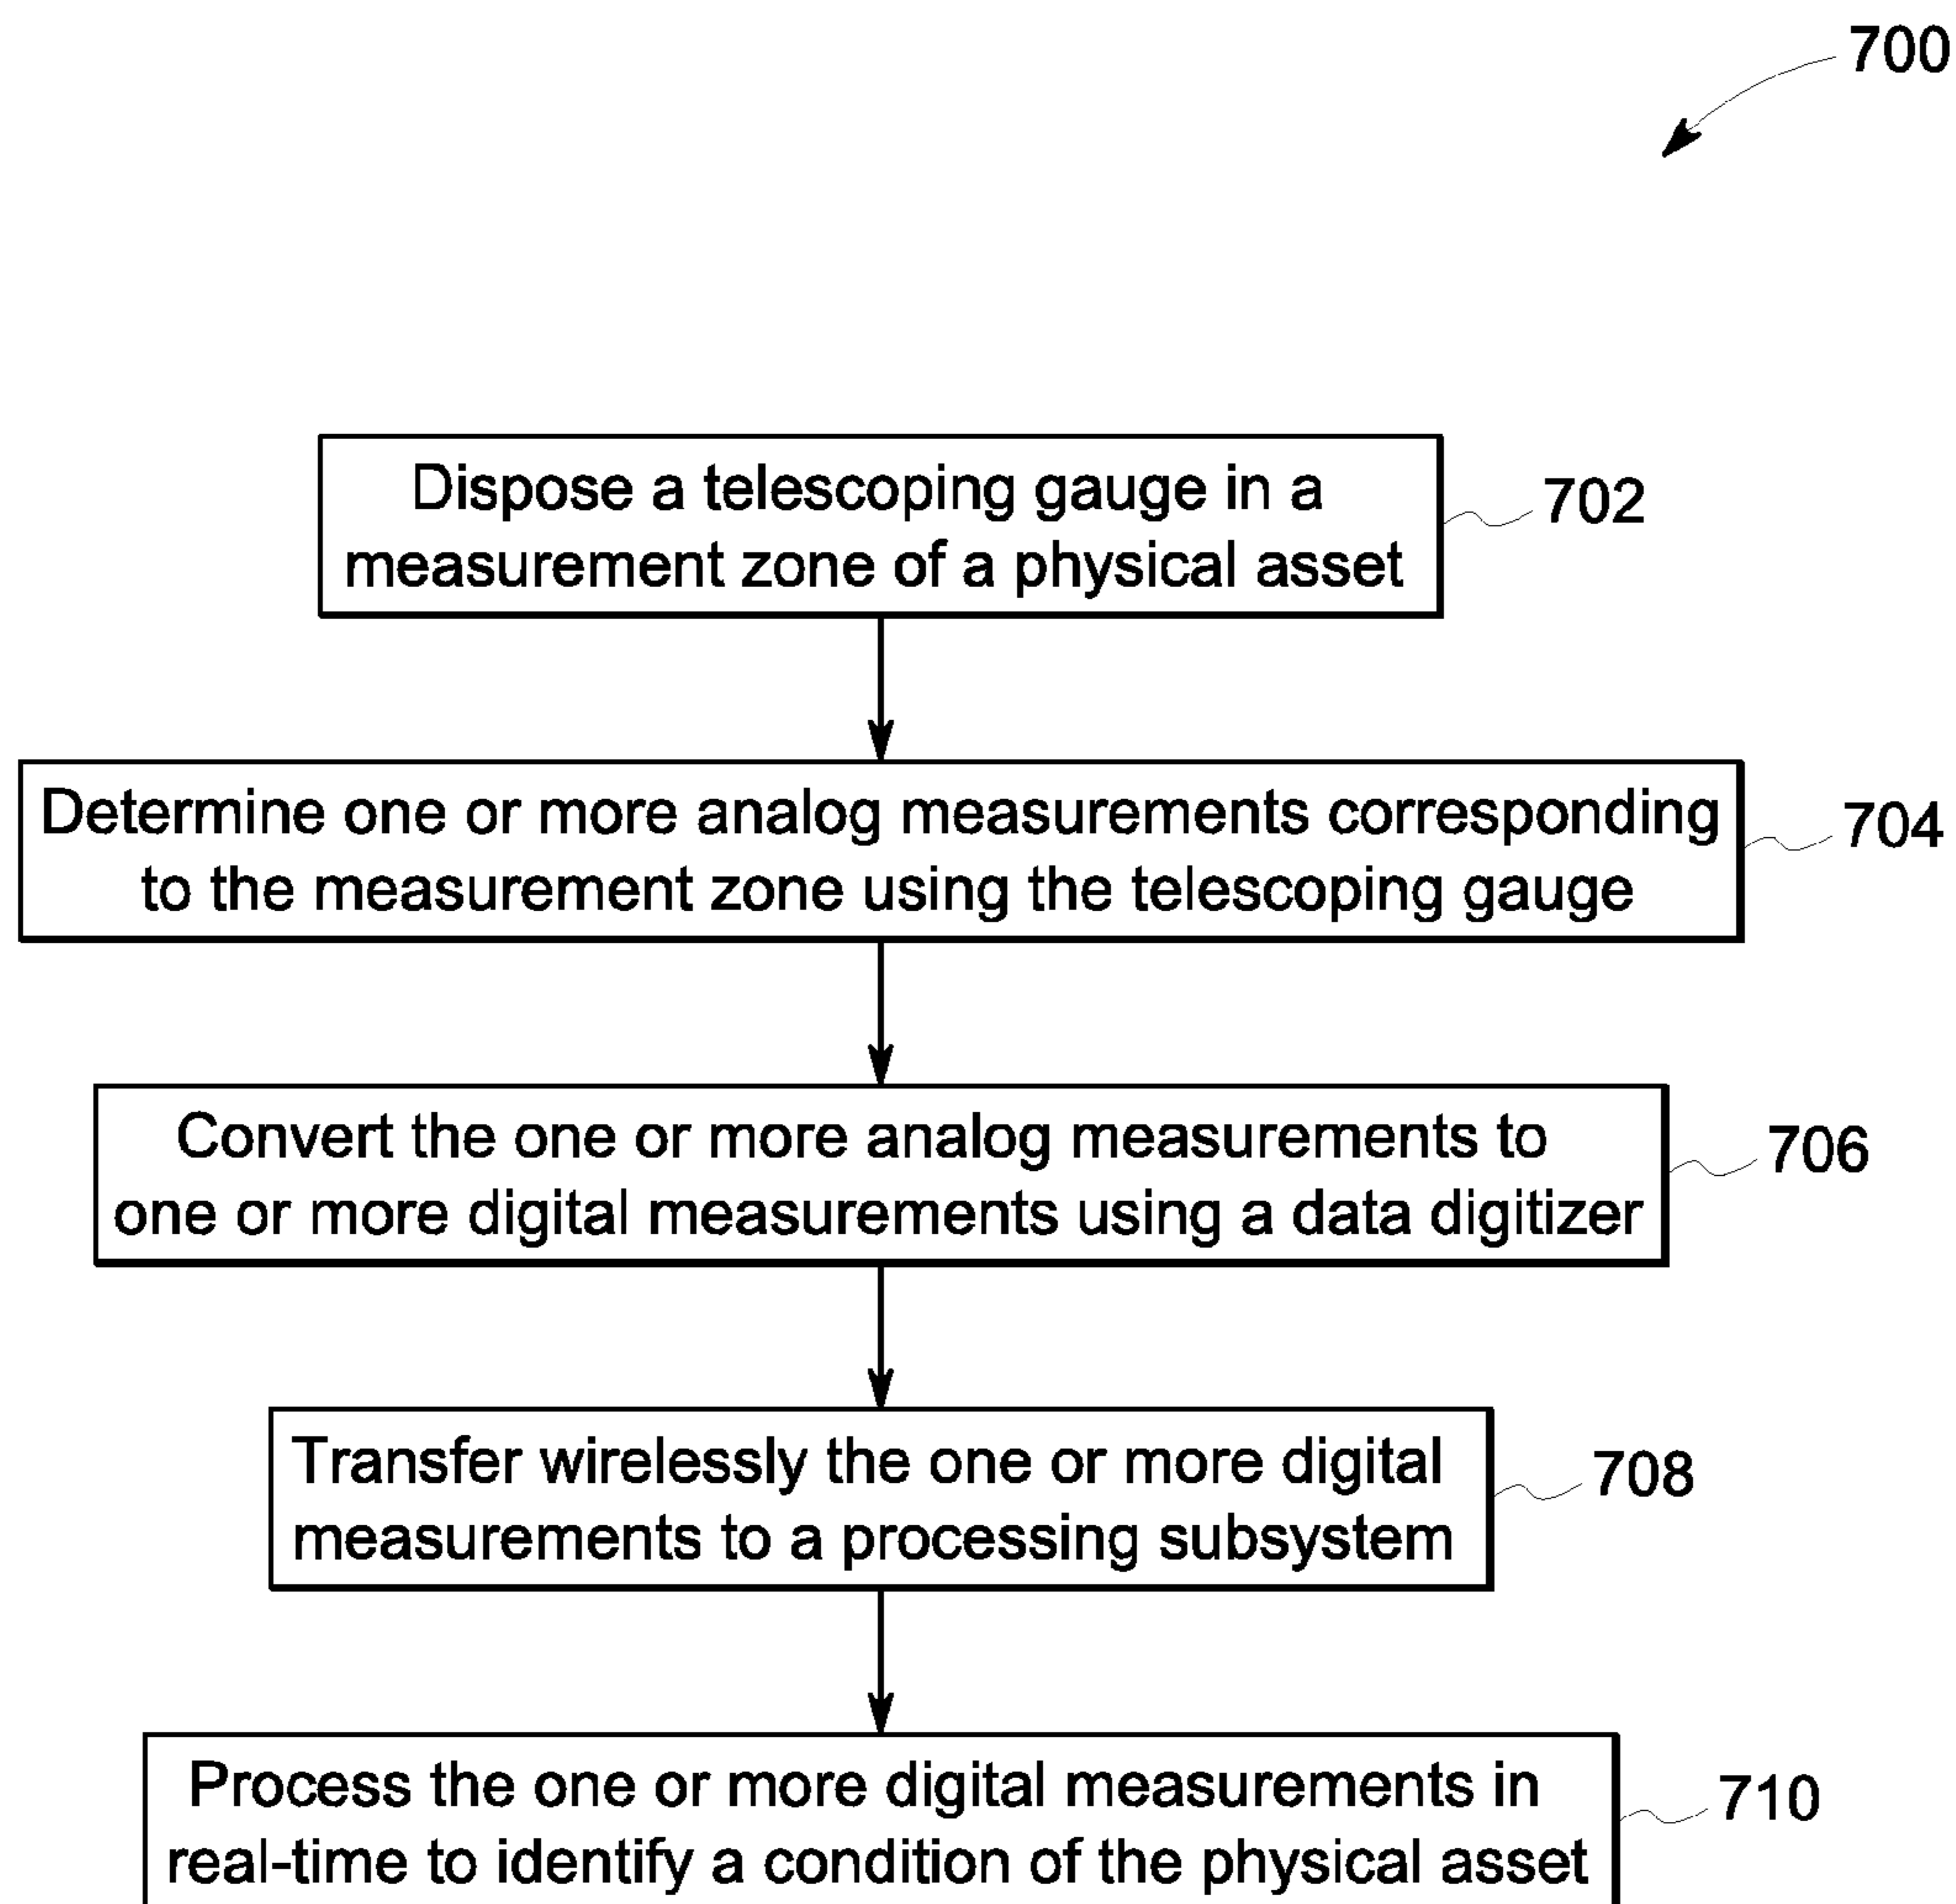 700
Dispose a telescoping gauge in a
measurement zone of a physical asset
702
Determine one or more analog measurements corresponding
to the measurement zone using the telescoping gauge
704
Convert the one or more analog measurements to
one or more digital measurements using a data digitizer
706
Transfer wirelessly the one or more digital
measurements to a processing subsystem
708
Process the one or more digital measurements in
real-time to identify a condition of the physical asset
710